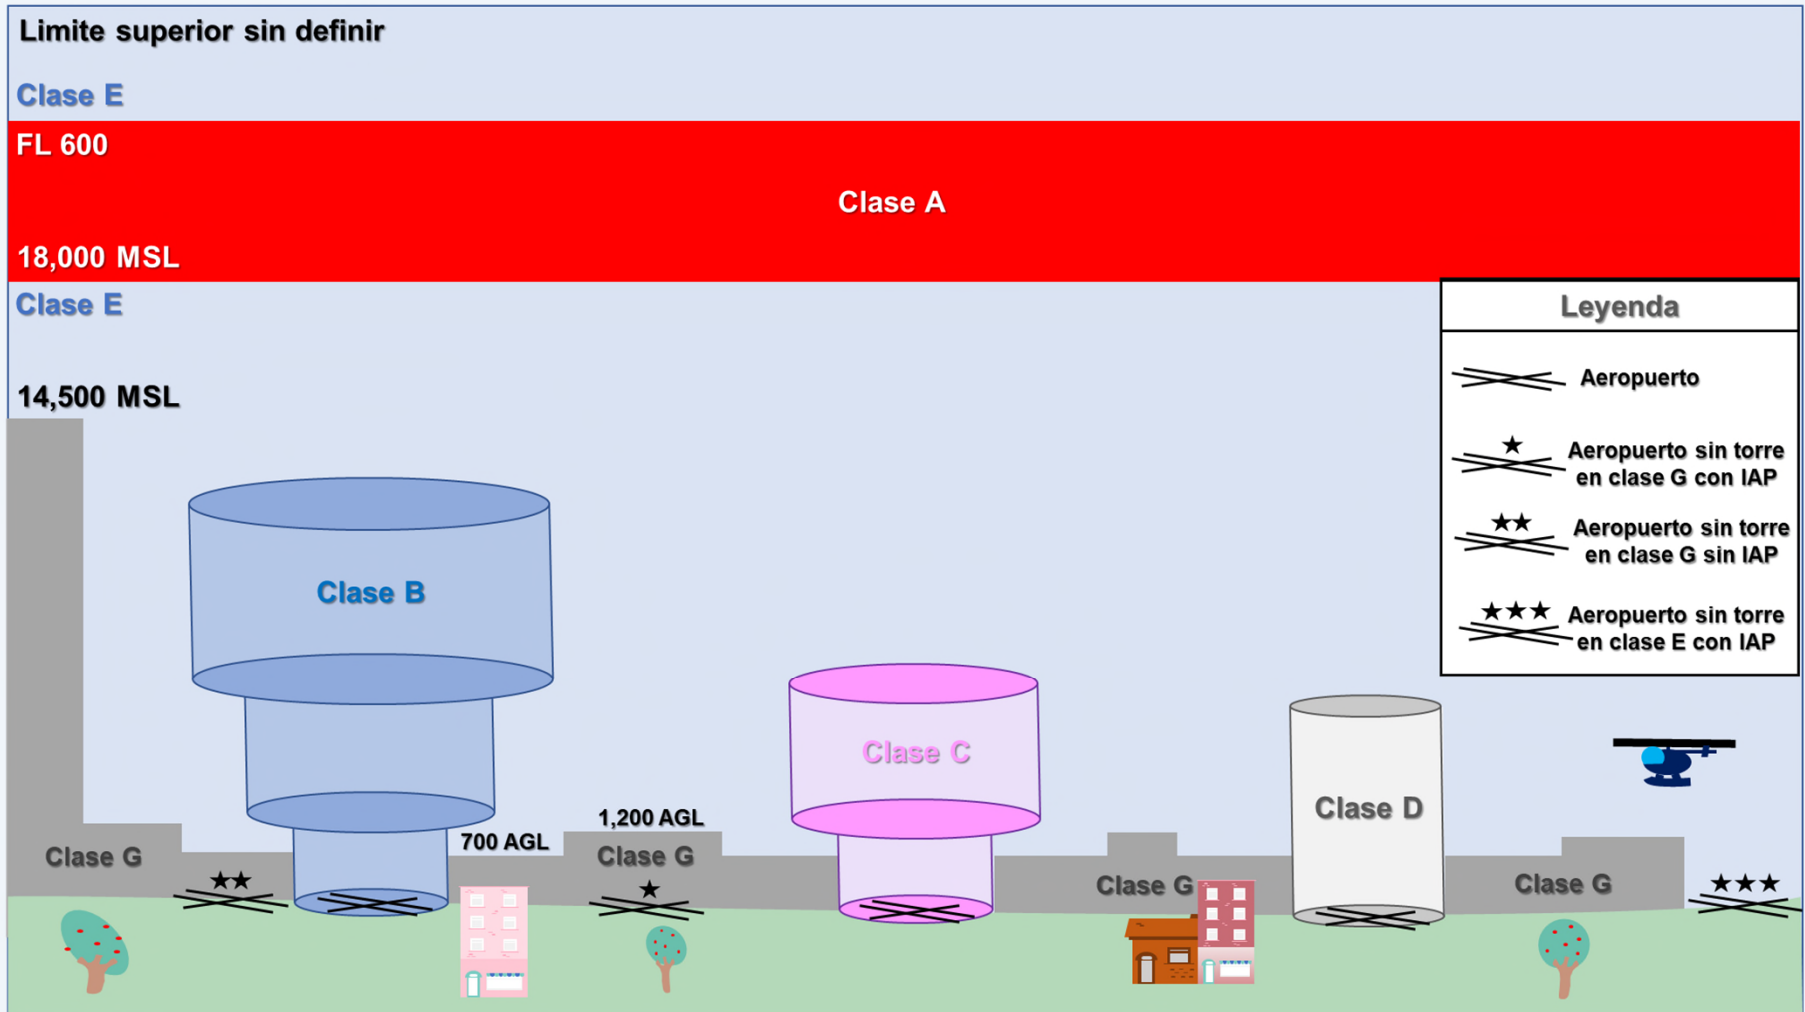 Limite superior sin definir
Clase E
FL 600
Clase A
18,000 MSL
Clase E
14,500 MSL
Leyenda
Aeropuerto
Aeropuerto sin torre
en clase G con IAP
Aeropuerto sin torre
en clase G sin IAP
Aeropuerto sin torre
en clase E con IAP
Clase B
Clase C
Clase D
1,200 AGL
700 AGL
Clase G
Clase G
Clase G
Clase G